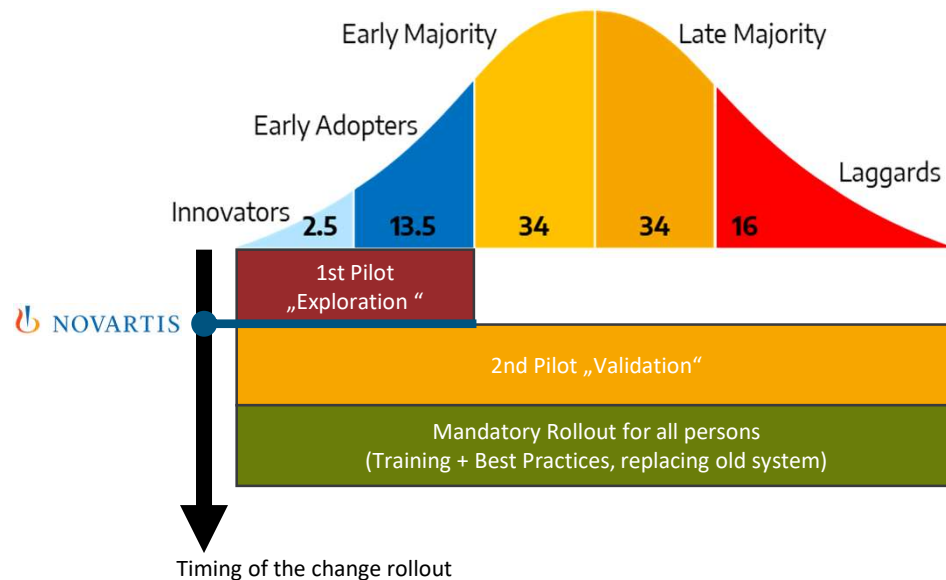 Early Majority
Late Majority
Early Adopters
Laggards
Innovators
2.5
13.5
34
34
16
1st Pilot
„Exploration “
NOVARTIS
2nd Pilot „Validation“
Mandatory Rollout for all persons
(Training + Best Practices, replacing old system)
Timing of the change rollout